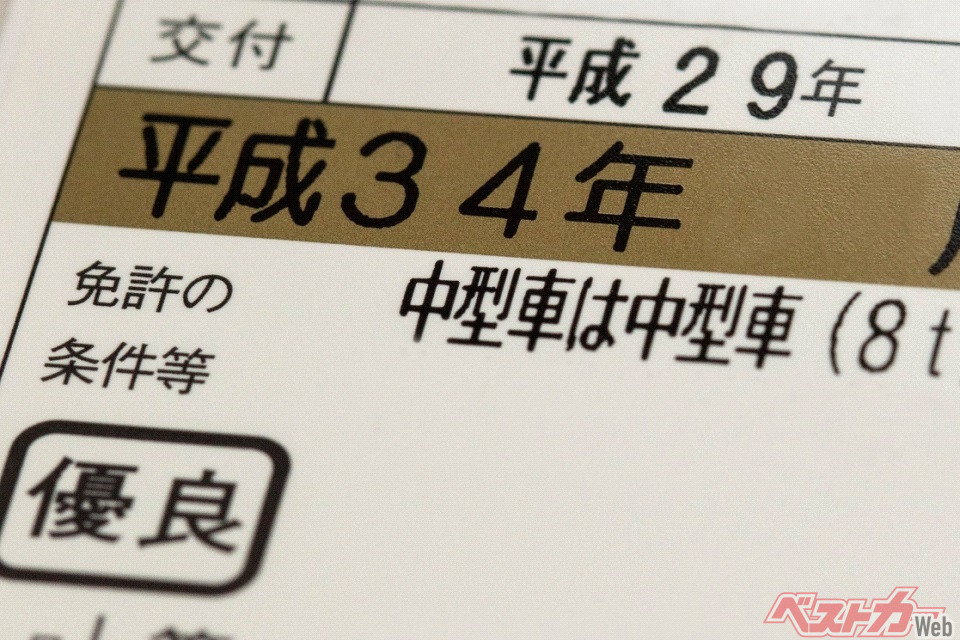 交付 平成29年
平成34年
免許の
条件等
中型車は中型車(8t
優良
ベストカーWeb